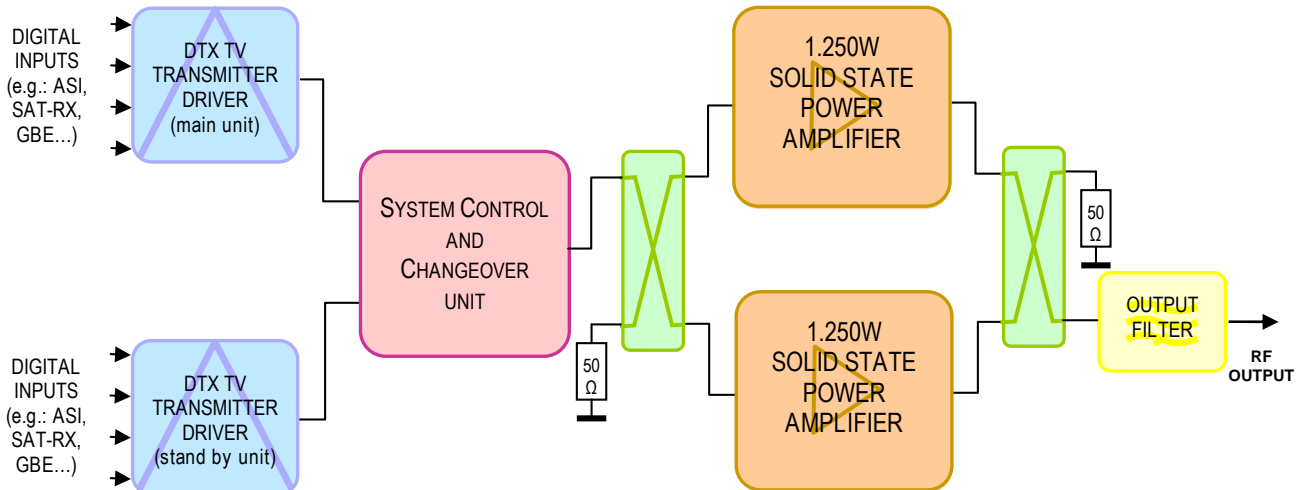 DIGITAL
INPUTS
(e.g.: ASI,
SAT-RX,
GBE…)
DTX TV
TRANSMITTER
DRIVER
(main unit)
DIGITAL
INPUTS
(e.g.: ASI,
SAT-RX,
GBE…)
DTX TV
TRANSMITTER
DRIVER
(stand by unit)
SYSTEM CONTROL
AND
CHANGEOVER
UNIT
50
Ω
1.250W
SOLID STATE
POWER
AMPLIFIER
1.250W
SOLID STATE
POWER
AMPLIFIER
50
Ω
OUTPUT
FILTER
RF
OUTPUT